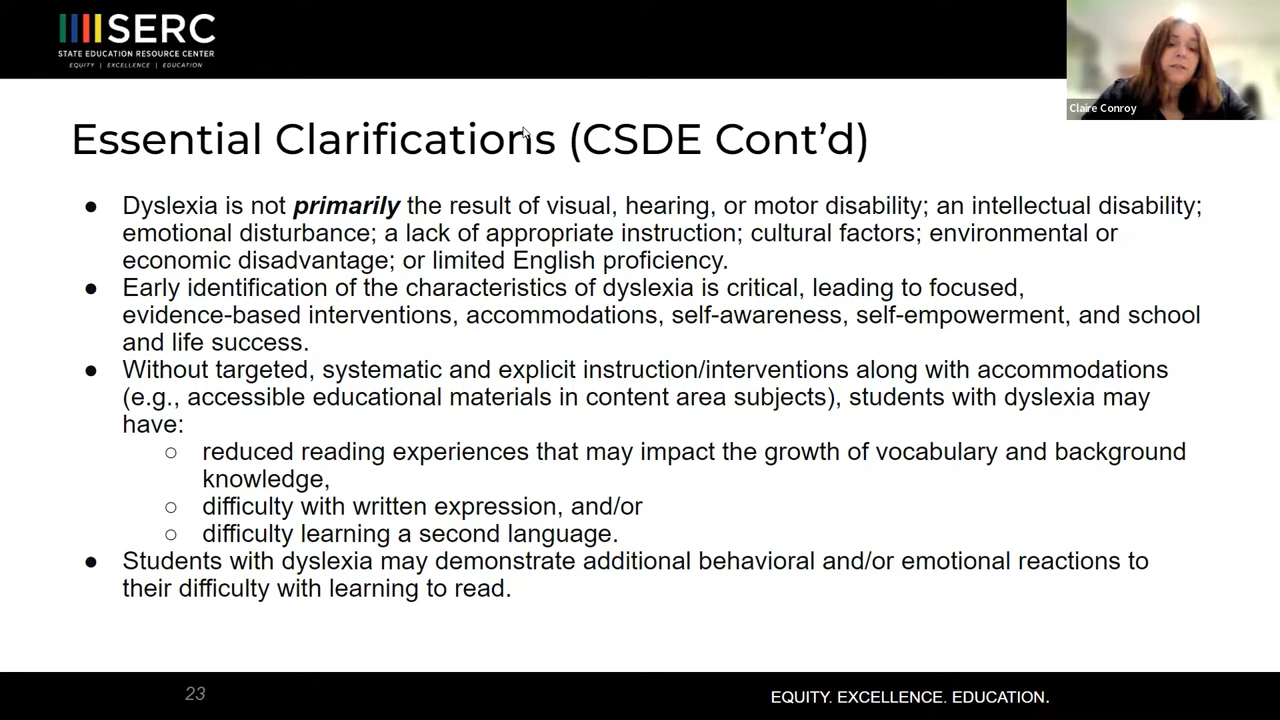 SERC
STATE EDUCATION RESOURCE CENTER
EQUITY | EXCELLENCE | EDUCATION
Claire Conroy
Essential Clarifications (CSDE Cont’d)
● Dyslexia is not primarily the result of visual, hearing, or motor disability; an intellectual disability;
emotional disturbance; a lack of appropriate instruction; cultural factors; environmental or
economic disadvantage; or limited English proficiency.
● Early identification of the characteristics of dyslexia is critical, leading to focused,
evidence-based interventions, accommodations, self-awareness, self-empowerment, and school
and life success.
● Without targeted, systematic and explicit instruction/interventions along with accommodations
(e.g., accessible educational materials in content area subjects), students with dyslexia may
have:
○ reduced reading experiences that may impact the growth of vocabulary and background
knowledge,
○ difficulty with written expression, and/or
○ difficulty learning a second language.
● Students with dyslexia may demonstrate additional behavioral and/or emotional reactions to
their difficulty with learning to read.
23
EQUITY. EXCELLENCE. EDUCATION.